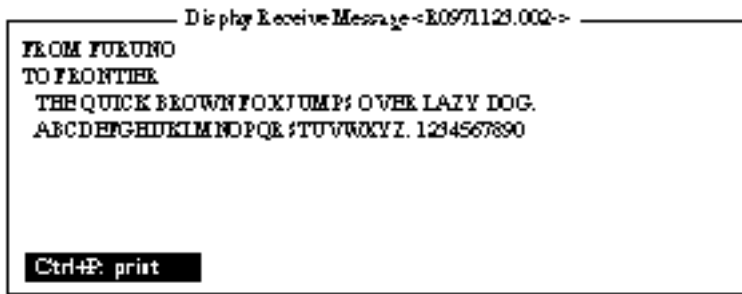 Display Receive Message <R0971123.002>
FROM FURUNO
TO FRONTIER
THE QUICK BROWN FOX JUMPS OVER LAZY DOG.
ABCDEFGHIJKLMNOPQRSTUVWXYZ. 1234567890
Ctrl+P: print